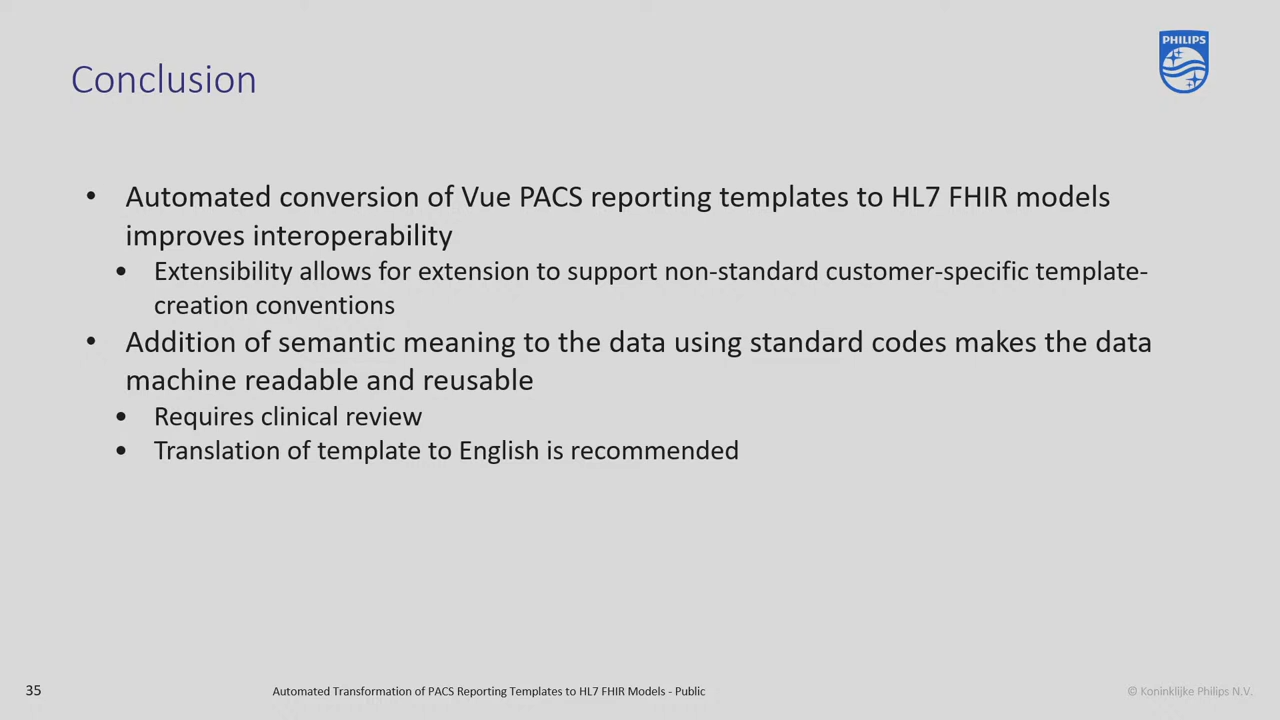 PHILIPS
Conclusion
• Automated conversion of Vue PACS reporting templates to HL7 FHIR models
improves interoperability
• Extensibility allows for extension to support non-standard customer-specific template-
creation conventions
• Addition of semantic meaning to the data using standard codes makes the data
machine readable and reusable
• Requires clinical review
• Translation of template to English is recommended
35
Automated Transformation of PACS Reporting Templates to HL7 FHIR Models - Public
© Koninklijke Philips N.V.